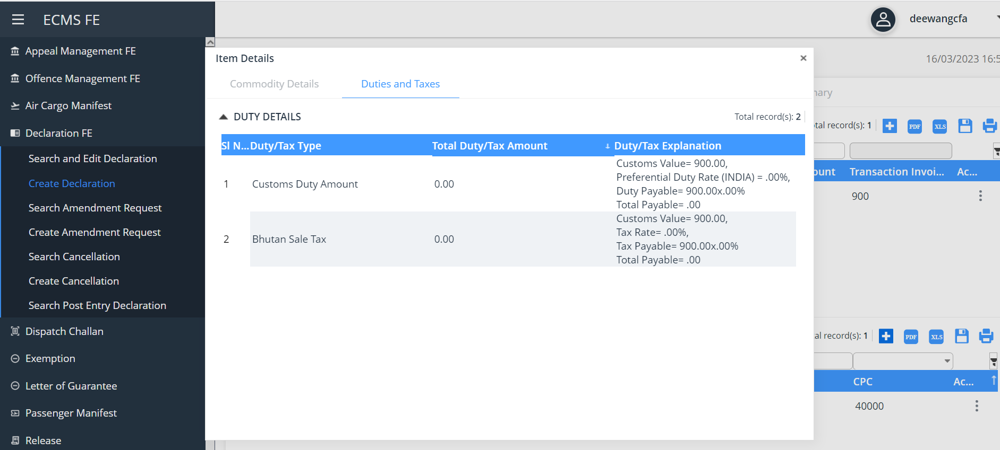 ECMS FE
deewangcfa
Appeal Management FE
Offence Management FE
Air Cargo Manifest
Declaration FE
Search and Edit Declaration
Create Declaration
Search Amendment Request
Create Amendment Request
Search Cancellation
Create Cancellation
Search Post Entry Declaration
Dispatch Challan
Exemption
Letter of Guarantee
Passenger Manifest
Release
Item Details
×
Commodity Details
Duties and Taxes
DUTY DETAILS
Total record(s): 2
Sl N... Duty/Tax Type Total Duty/Tax Amount Duty/Tax Explanation
1 Customs Duty Amount 0.00
Customs Value= 900.00,
Preferential Duty Rate (INDIA) = .00%,
Duty Payable= 900.00x.00%
Total Payable= .00
2 Bhutan Sale Tax 0.00
Customs Value= 900.00,
Tax Rate= .00%,
Tax Payable= 900.00x.00%
Total Payable= .00
16/03/2023 16:5
nary
tal record(s): 1
PDF
XLS
ount Transaction Invoi... Ac...
900
al record(s): 1
PDF
XLS
CPC Ac...
40000